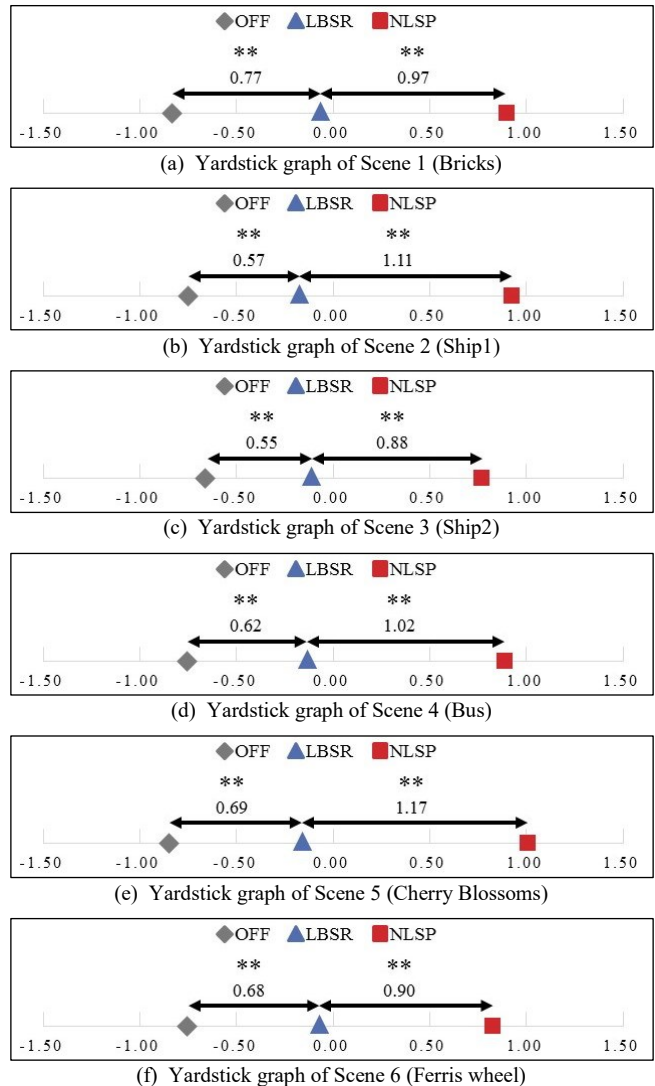 OFF LBSR NLSP
** **
0.77 0.97
-1.50 -1.00 -0.50 0.00 0.50 1.00 1.50
(a) Yardstick graph of Scene 1 (Bricks)
OFF LBSR NLSP
** **
0.57 1.11
-1.50 -1.00 -0.50 0.00 0.50 1.00 1.50
(b) Yardstick graph of Scene 2 (Ship1)
OFF LBSR NLSP
** **
0.55 0.88
-1.50 -1.00 -0.50 0.00 0.50 1.00 1.50
(c) Yardstick graph of Scene 3 (Ship2)
OFF LBSR NLSP
** **
0.62 1.02
-1.50 -1.00 -0.50 0.00 0.50 1.00 1.50
(d) Yardstick graph of Scene 4 (Bus)
OFF LBSR NLSP
** **
0.69 1.17
-1.50 -1.00 -0.50 0.00 0.50 1.00 1.50
(e) Yardstick graph of Scene 5 (Cherry Blossoms)
OFF LBSR NLSP
** **
0.68 0.90
-1.50 -1.00 -0.50 0.00 0.50 1.00 1.50
(f) Yardstick graph of Scene 6 (Ferris wheel)